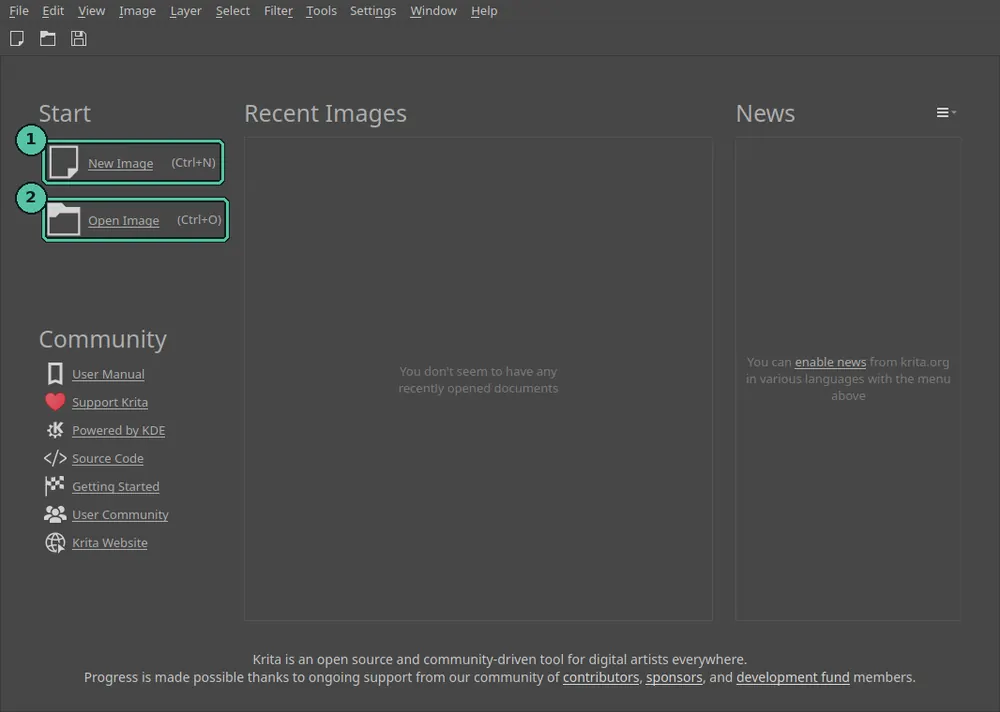 File Edit View Image Layer Select Filter Tools Settings Window Help
Start
1
New Image (Ctrl+N)
2
Open Image (Ctrl+O)
Community
User Manual
Support Krita
Powered by KDE
Source Code
Getting Started
User Community
Krita Website
Recent Images
You don't seem to have any
recently opened documents
News
You can enable news from krita.org
in various languages with the menu
above
Krita is an open source and community-driven tool for digital artists everywhere.
Progress is made possible thanks to ongoing support from our community of contributors, sponsors, and development fund members.